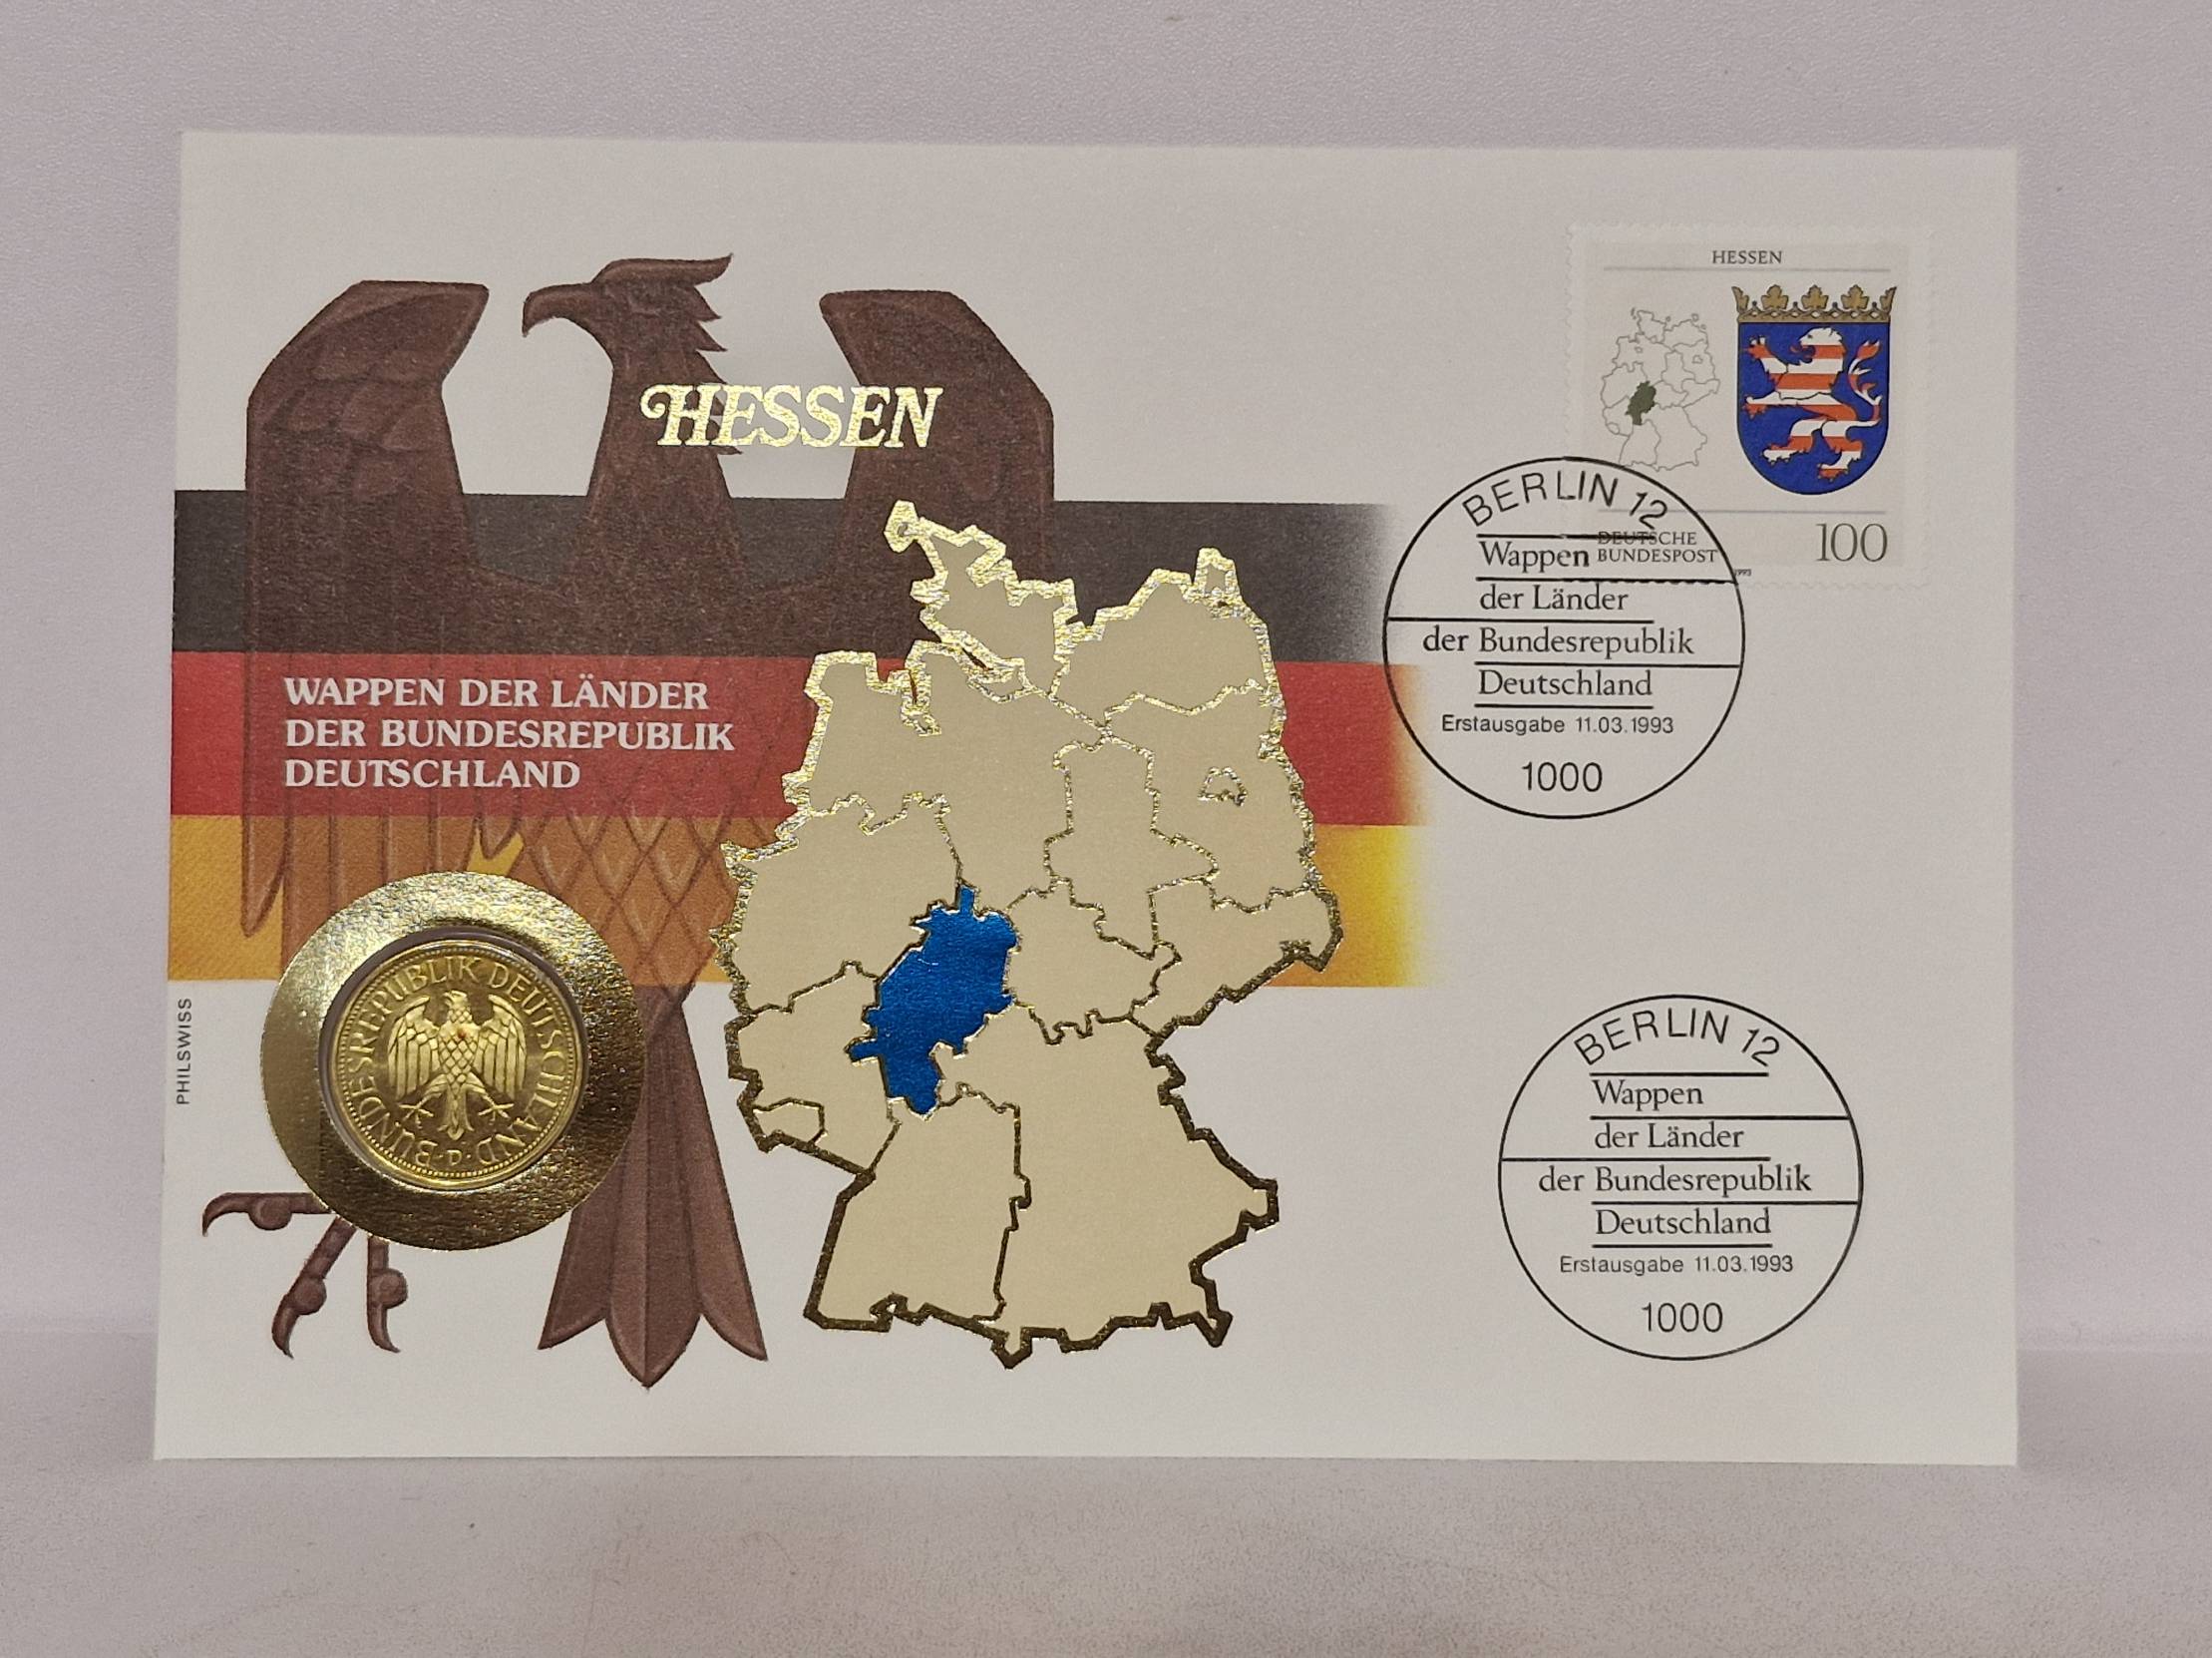 HESSEN
HESSEN
DEUTSCHE
BUNDESPOST
100
1993
BERLIN 12
Wappen
der Länder
der Bundesrepublik
Deutschland
Erstausgabe 11.03.1993
1000
WAPPEN DER LÄNDER
DER BUNDESREPUBLIK
DEUTSCHLAND
BUNDESREPUBLIK DEUTSCHLAND
D
PHILSWISS
BERLIN 12
Wappen
der Länder
der Bundesrepublik
Deutschland
Erstausgabe 11.03.1993
1000